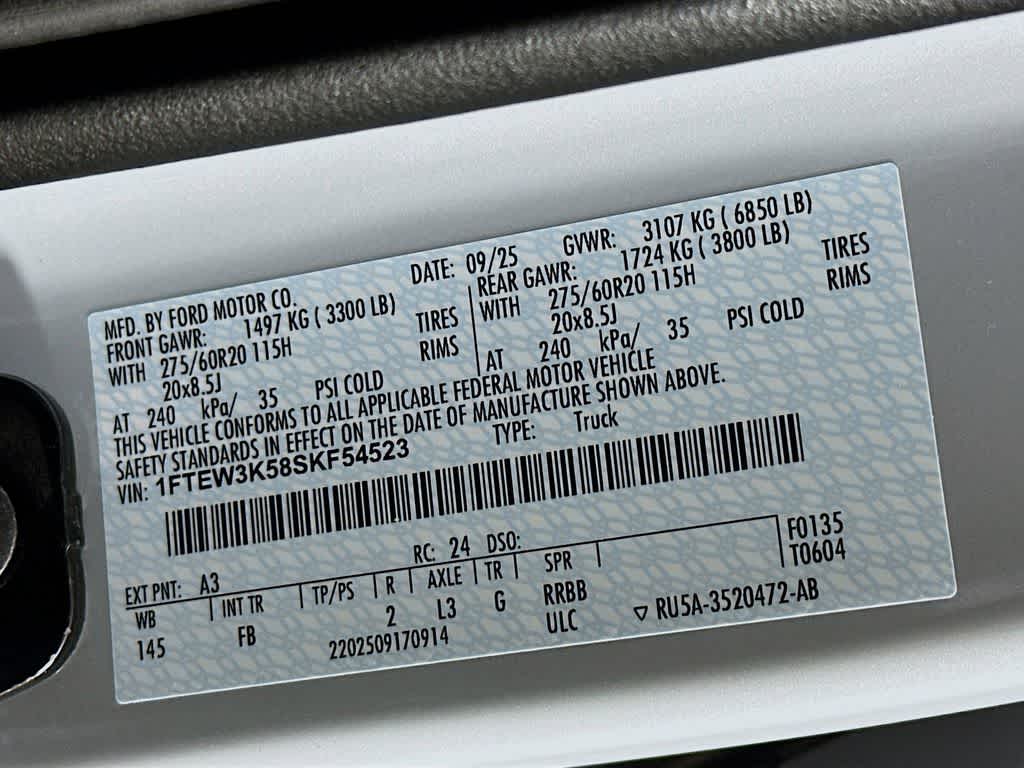 MFD. BY FORD MOTOR CO.
DATE: 09/25 GVWR: 3107 KG ( 6850 LB)
FRONT GAWR: 1497 KG ( 3300 LB)
REAR GAWR: 1724 KG ( 3800 LB)
WITH 275/60R20 115H TIRES
WITH 275/60R20 115H TIRES
20x8.5J RIMS
20x8.5J RIMS
AT 240 kPa/ 35 PSI COLD
AT 240 kPa/ 35 PSI COLD
THIS VEHICLE CONFORMS TO ALL APPLICABLE FEDERAL MOTOR VEHICLE
SAFETY STANDARDS IN EFFECT ON THE DATE OF MANUFACTURE SHOWN ABOVE.
VIN: 1FTEW3K58SKF54523 TYPE: Truck
F0135
T0604
EXT PNT: A3 RC: 24 DSO:
WB INT TR TP/PS R AXLE TR SPR
145 FB 2 L3 G RRBB
2202509170914 ULC RU5A-3520472-AB